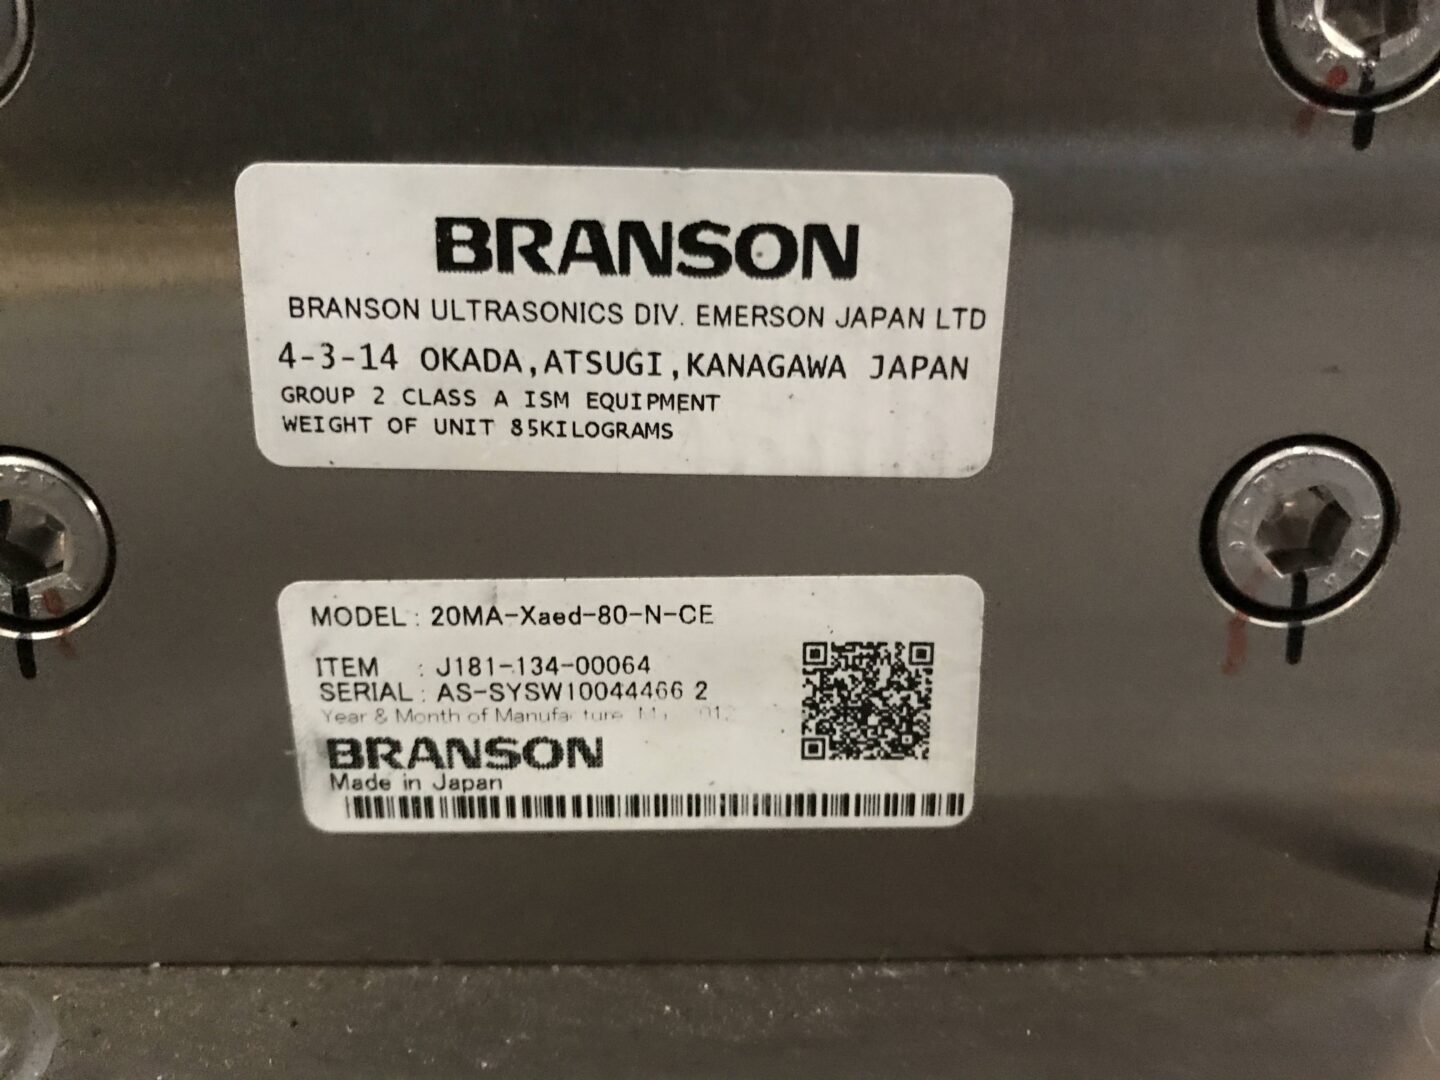 BRANSON
BRANSON ULTRASONICS DIV. EMERSON JAPAN LTD
4-3-14 OKADA,ATSUGI,KANAGAWA JAPAN
GROUP 2 CLASS A ISM EQUIPMENT
WEIGHT OF UNIT 85KILOGRAMS
MODEL : 20MA-Xaed-80-N-CE
ITEM : J181-134-00064
SERIAL : AS-SYSW10044466 2
Year & Month of Manufacture
BRANSON
Made in Japan